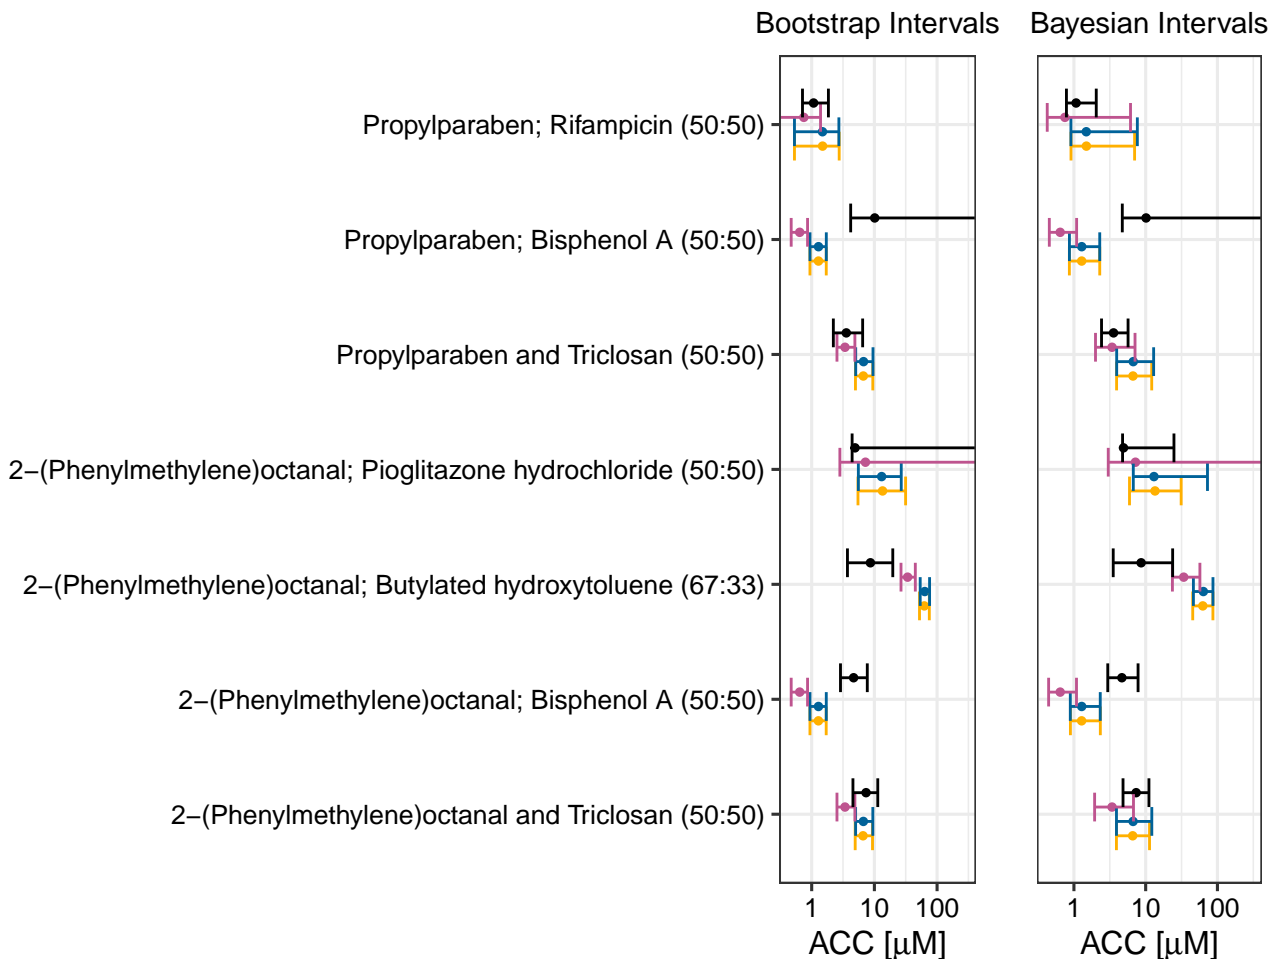 Bootstrap Intervals Bayesian Intervals
Propylparaben; Rifampicin (50:50)
Propylparaben; Bisphenol A (50:50)
Propylparaben and Triclosan (50:50)
2−(Phenylmethylene)octanal; Pioglitazone hydrochloride (50:50)
2−(Phenylmethylene)octanal; Butylated hydroxytoluene (67:33)
2−(Phenylmethylene)octanal; Bisphenol A (50:50)
2−(Phenylmethylene)octanal and Triclosan (50:50)
1 10 100 1 10 100
ACC [μM] ACC [μM]